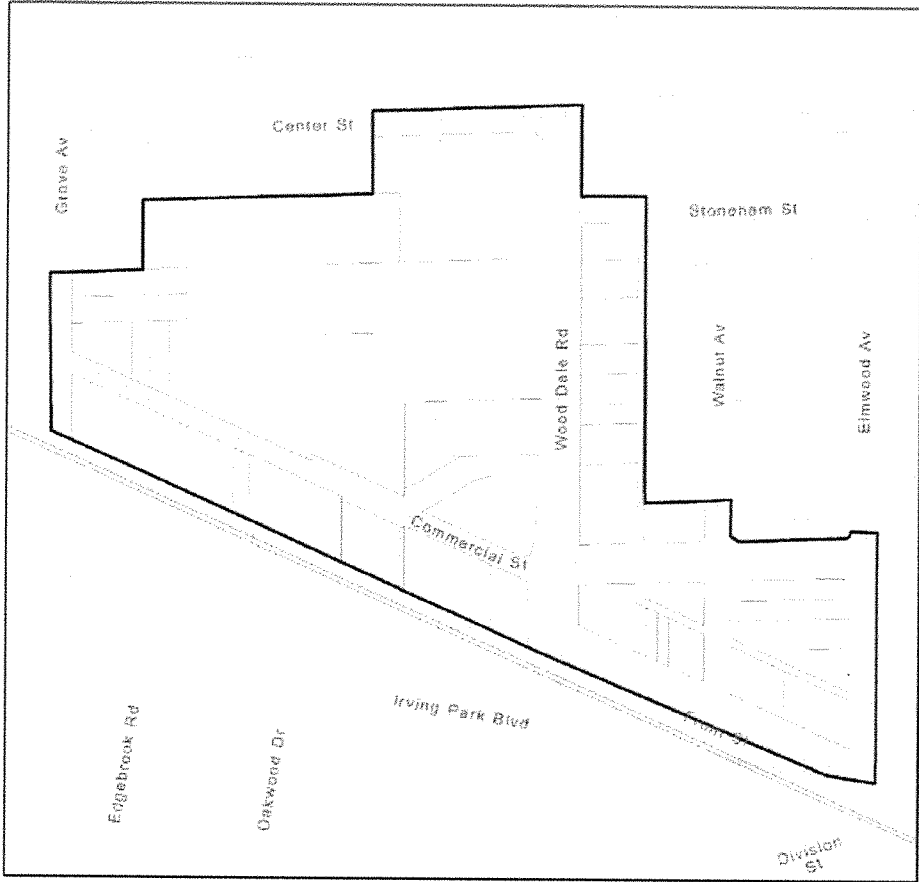 Center St
Grove Av
Stoneham St
Wood Dale Rd
Walnut Av
Elmwood Av
Commercial St
Irving Park Blvd
Front St
Edgebrook Rd
Oakwood Dr
Division
St